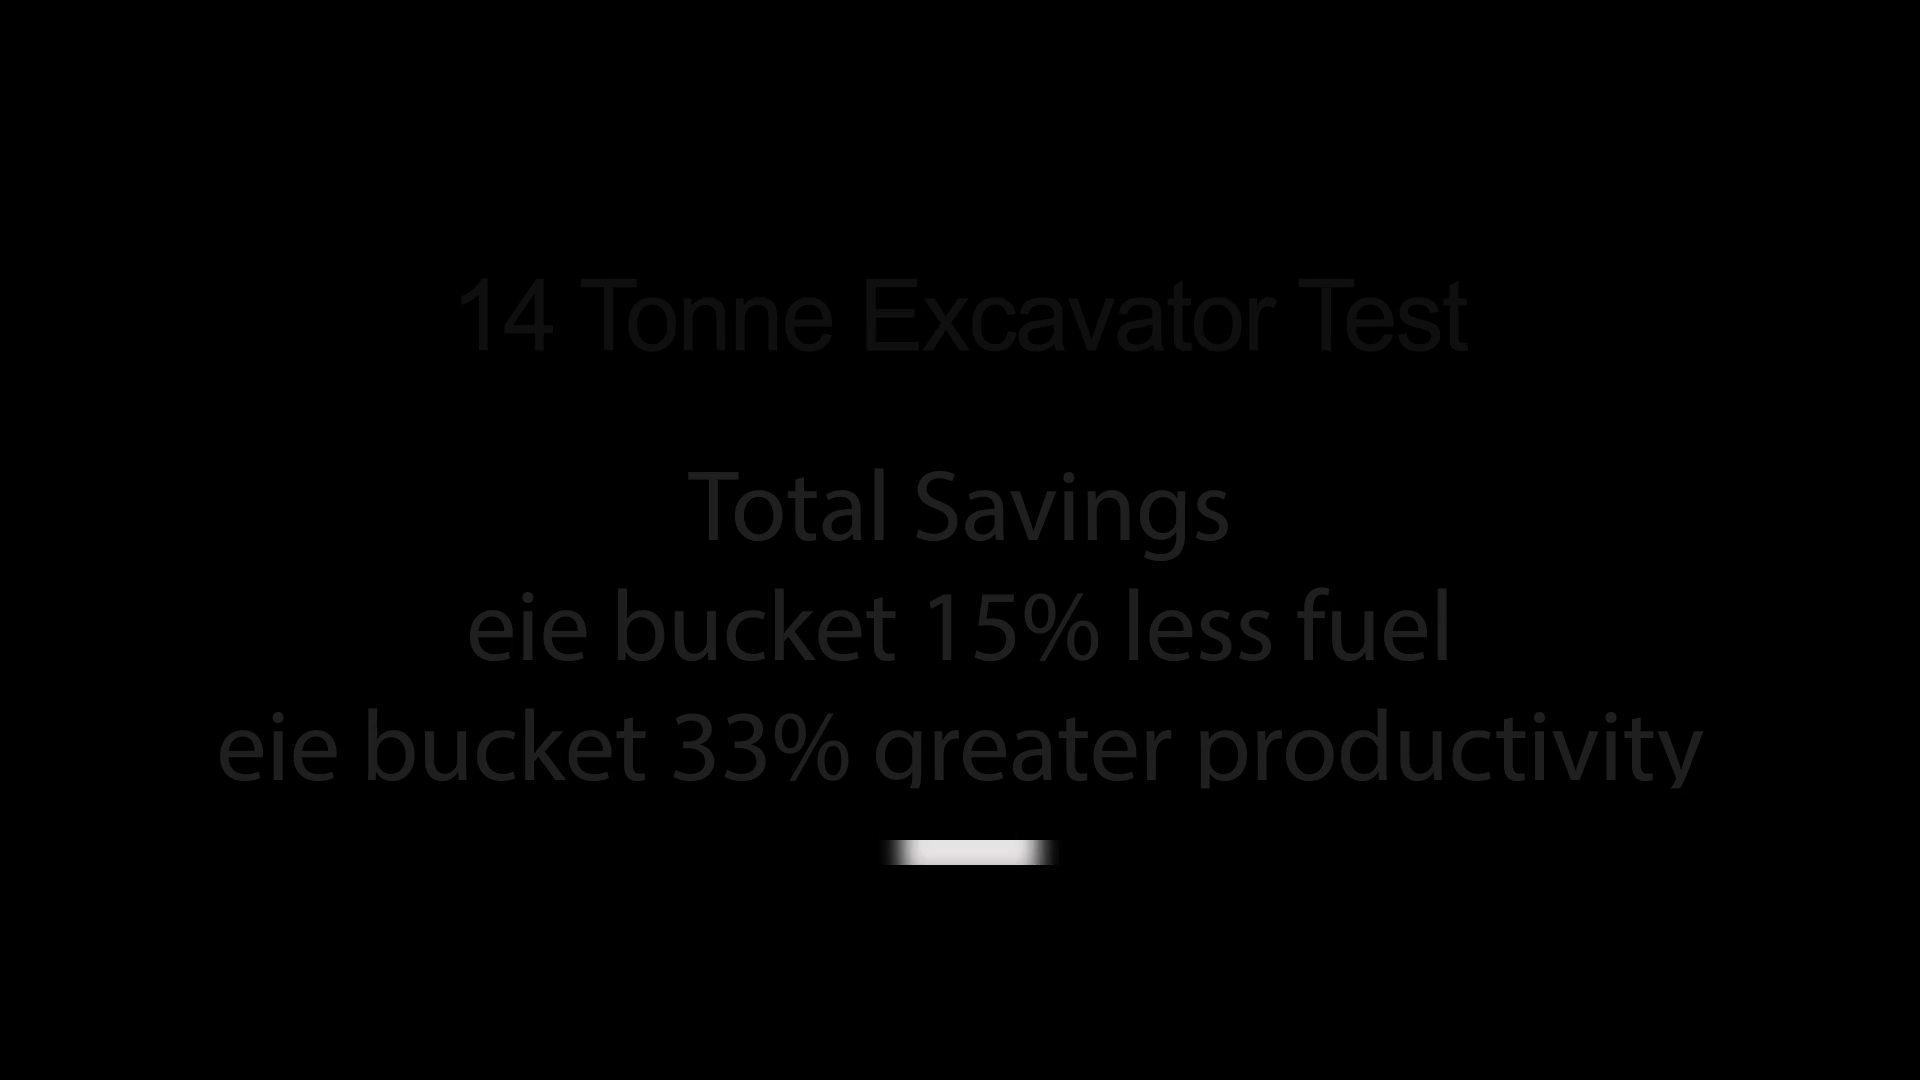 14 Tonne Excavator Test
Total Savings
eie bucket 15% less fuel
eie bucket 33% greater productivity